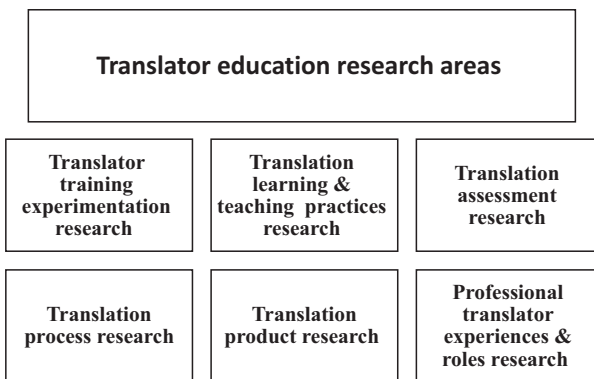 Translator education research areas
Translator
training
experimentation
research
Translation
learning &
teaching practices
research
Translation
assessment
research
Translation
process research
Translation
product research
Professional
translator
experiences &
roles research